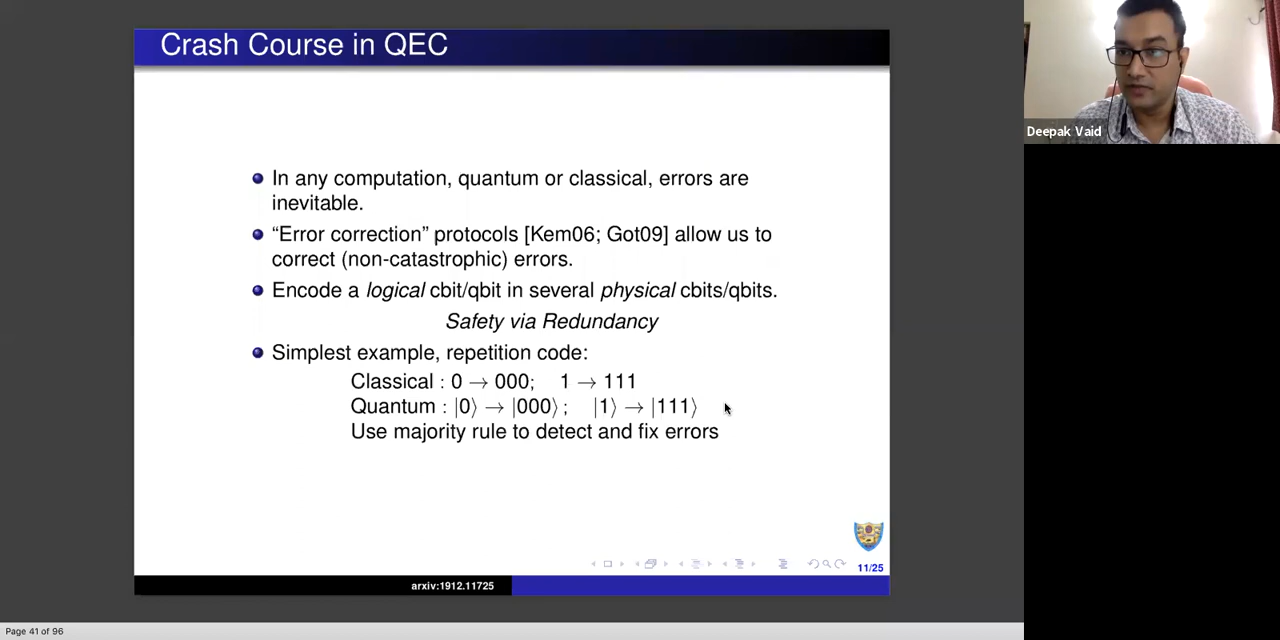 Crash Course in QEC
Deepak Vaid
In any computation, quantum or classical, errors are
inevitable.
“Error correction” protocols [Kem06; Got09] allow us to
correct (non-catastrophic) errors.
Encode a logical cbit/qbit in several physical cbits/qbits.
Safety via Redundancy
Simplest example, repetition code:
Classical : 0 → 000;   1 → 111
Quantum : |0⟩ → |000⟩ ;   |1⟩ → |111⟩
Use majority rule to detect and fix errors
11/25
arxiv:1912.11725
Page 41 of 96